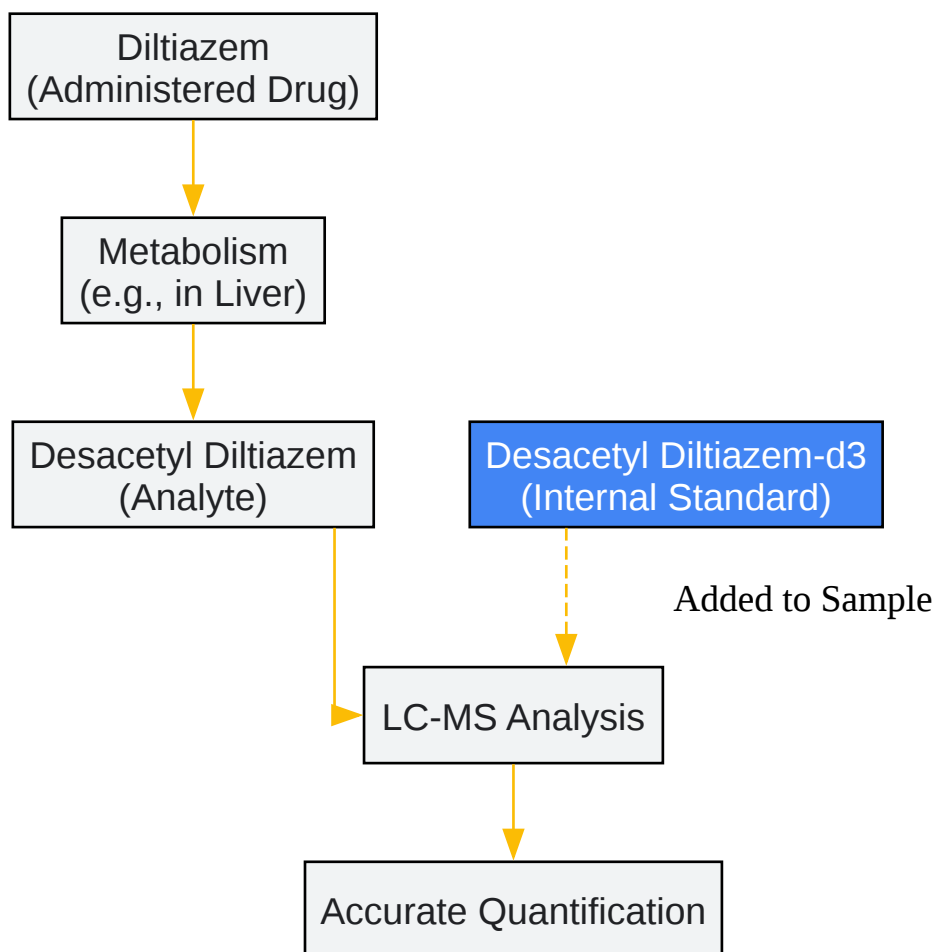 Diltiazem
(Administered Drug)
Metabolism
(e.g., in Liver)
Desacetyl Diltiazem
(Analyte)
Desacetyl Diltiazem-d3
(Internal Standard)
Added to Sample
LC-MS Analysis
Accurate Quantification